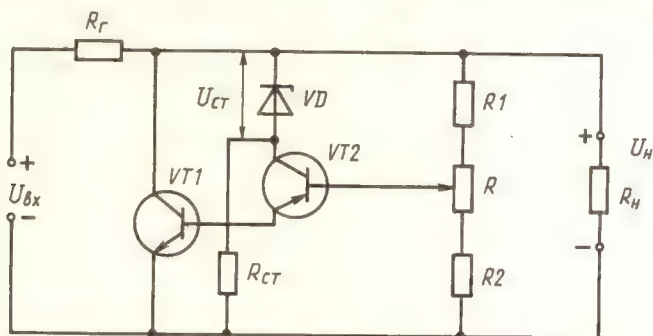 Rг
Uст
VD
R1
+
VT2
+
Uн
VT1
R
Rн
Uвх
-
-
Rст
R2